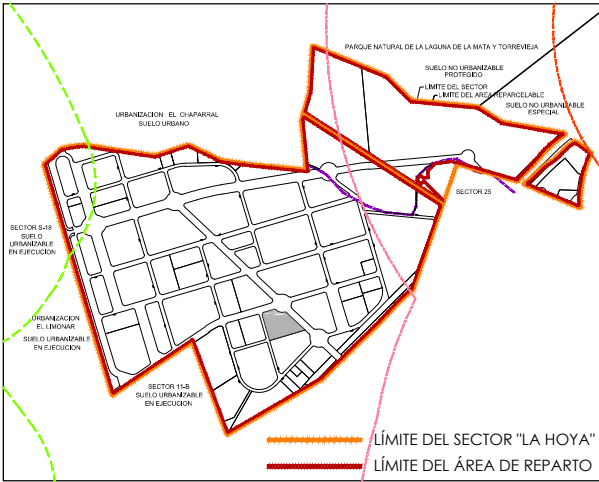 PARQUE NATURAL DE LA LAGUNA DE LA MATA Y TORREVIEJA
SUELO NO URBANIZABLE
PROTEGIDO
LIMITE DEL SECTOR
LIMITE DEL AREA REPARCELABLE
SUELO NO URBANIZABLE
ESPECIAL
URBANIZACION EL CHAPARRAL
SUELO URBANO
SECTOR 25
SECTOR S-18
SUELO
URBANIZABLE
EN EJECUCION
URBANIZACION
EL LIMONAR
SUELO URBANIZABLE
EN EJECUCION
SECTOR 11-B
SUELO URBANIZABLE
EN EJECUCION
LÍMITE DEL SECTOR "LA HOYA"
LÍMITE DEL ÁREA DE REPARTO